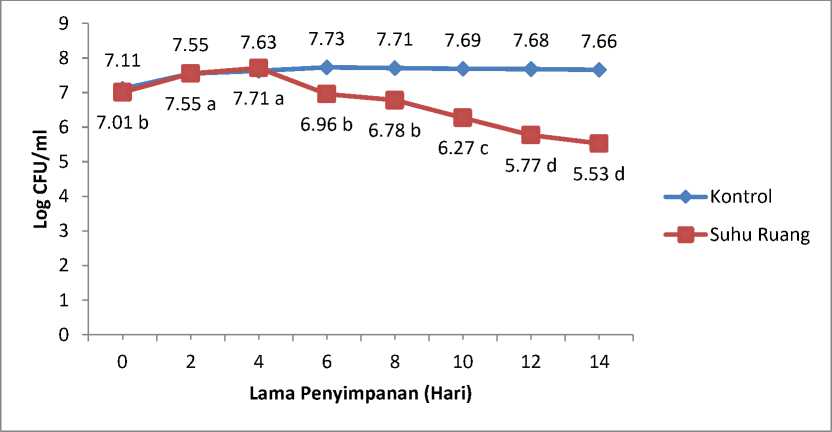 9
8
7
6
5
4
3
2
1
0
Log CFU/ml
7.11 7.55 7.63 7.73 7.71 7.69 7.68 7.66
7.01 b 7.55 a 7.71 a 6.96 b 6.78 b 6.27 c 5.77 d 5.53 d
0 2 4 6 8 10 12 14
Lama Penyimpanan (Hari)
Kontrol
Suhu Ruang